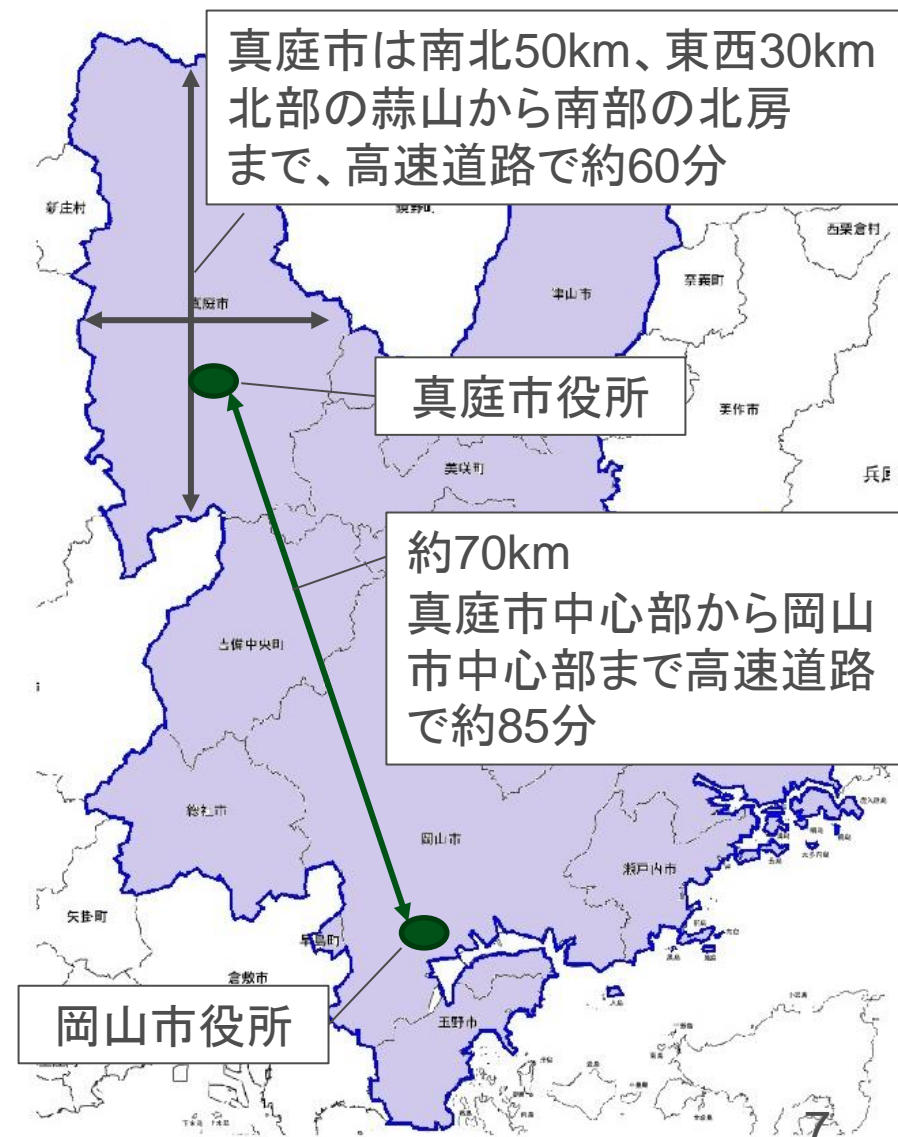 真庭市は南北50km、東西30km
北部の蒜山から南部の北房
まで、高速道路で約60分
新庄村
鏡野町
西粟倉村
奈義町
津山市
真庭市
真庭市役所
美作市
美咲町
兵庫
約70km
真庭市中心部から岡山
市中心部まで高速道路
で約85分
吉備中央町
総社市
岡山市
瀬戸内市
矢掛町
早島町
倉敷市
岡山市役所
玉野市
7